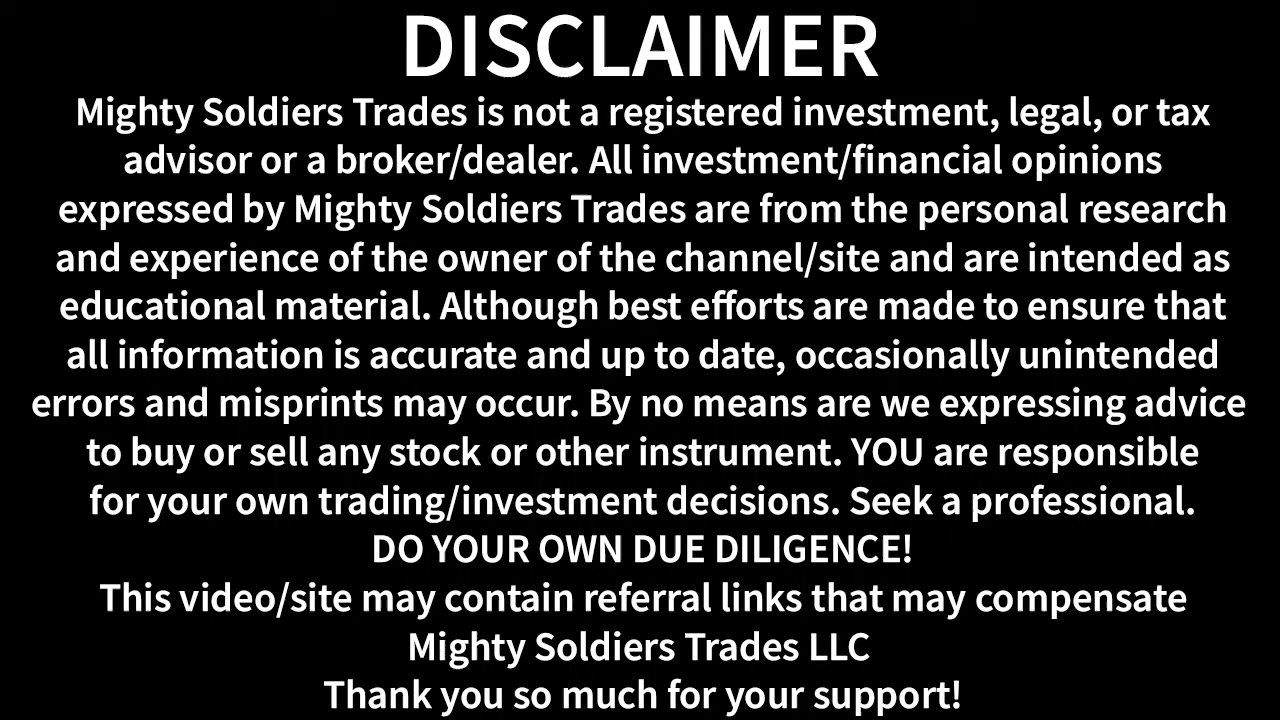 DISCLAIMER
Mighty Soldiers Trades is not a registered investment, legal, or tax
advisor or a broker/dealer. All investment/financial opinions
expressed by Mighty Soldiers Trades are from the personal research
and experience of the owner of the channel/site and are intended as
educational material. Although best efforts are made to ensure that
all information is accurate and up to date, occasionally unintended
errors and misprints may occur. By no means are we expressing advice
to buy or sell any stock or other instrument. YOU are responsible
for your own trading/investment decisions. Seek a professional.
DO YOUR OWN DUE DILIGENCE!
This video/site may contain referral links that may compensate
Mighty Soldiers Trades LLC
Thank you so much for your support!